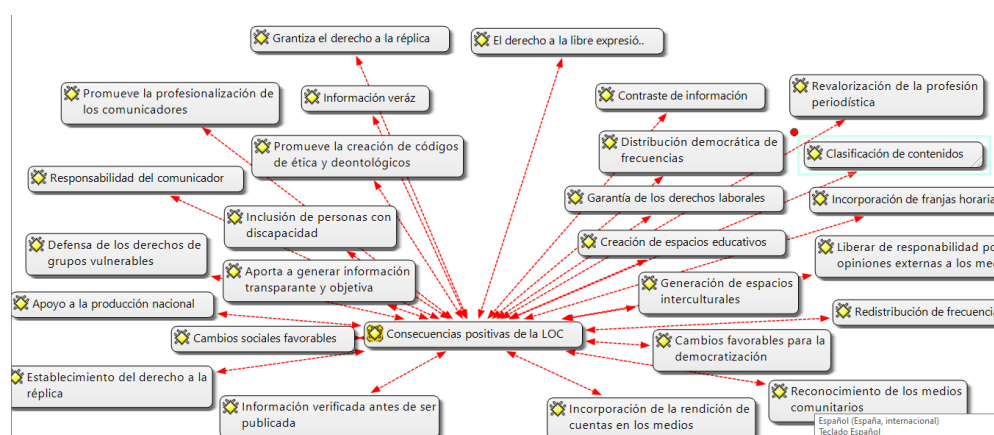 Grantiza el derecho a la réplica
El derecho a la libre expresió..
Promueve la profesionalización de
los comunicadores
Información veráz
Contraste de información
Revalorización de la profesión
periodística
Promueve la creación de códigos
de ética y deontológicos
Distribución democrática de
frecuencias
Clasificación de contenidos
Responsabilidad del comunicador
Garantía de los derechos laborales
Incorporación de franjas horaria
Inclusión de personas con
discapacidad
Defensa de los derechos de
grupos vulnerables
Creación de espacios educativos
Liberar de responabilidad po
opiniones externas a los me
Aporta a generar información
transparante y objetiva
Generación de espacios
interculturales
Apoyo a la producción nacional
Redistribución de frecuencia
Cambios sociales favorables
Consecuencias positivas de la LOC
Cambios favorables para la
democratización
Establecimiento del derecho a la
réplica
Reconocimiento de los medios
comunitarios
Información verificada antes de ser
publicada
Incorporación de la rendición de
cuentas en los medios
Español (España, internacional)
Teclado Español